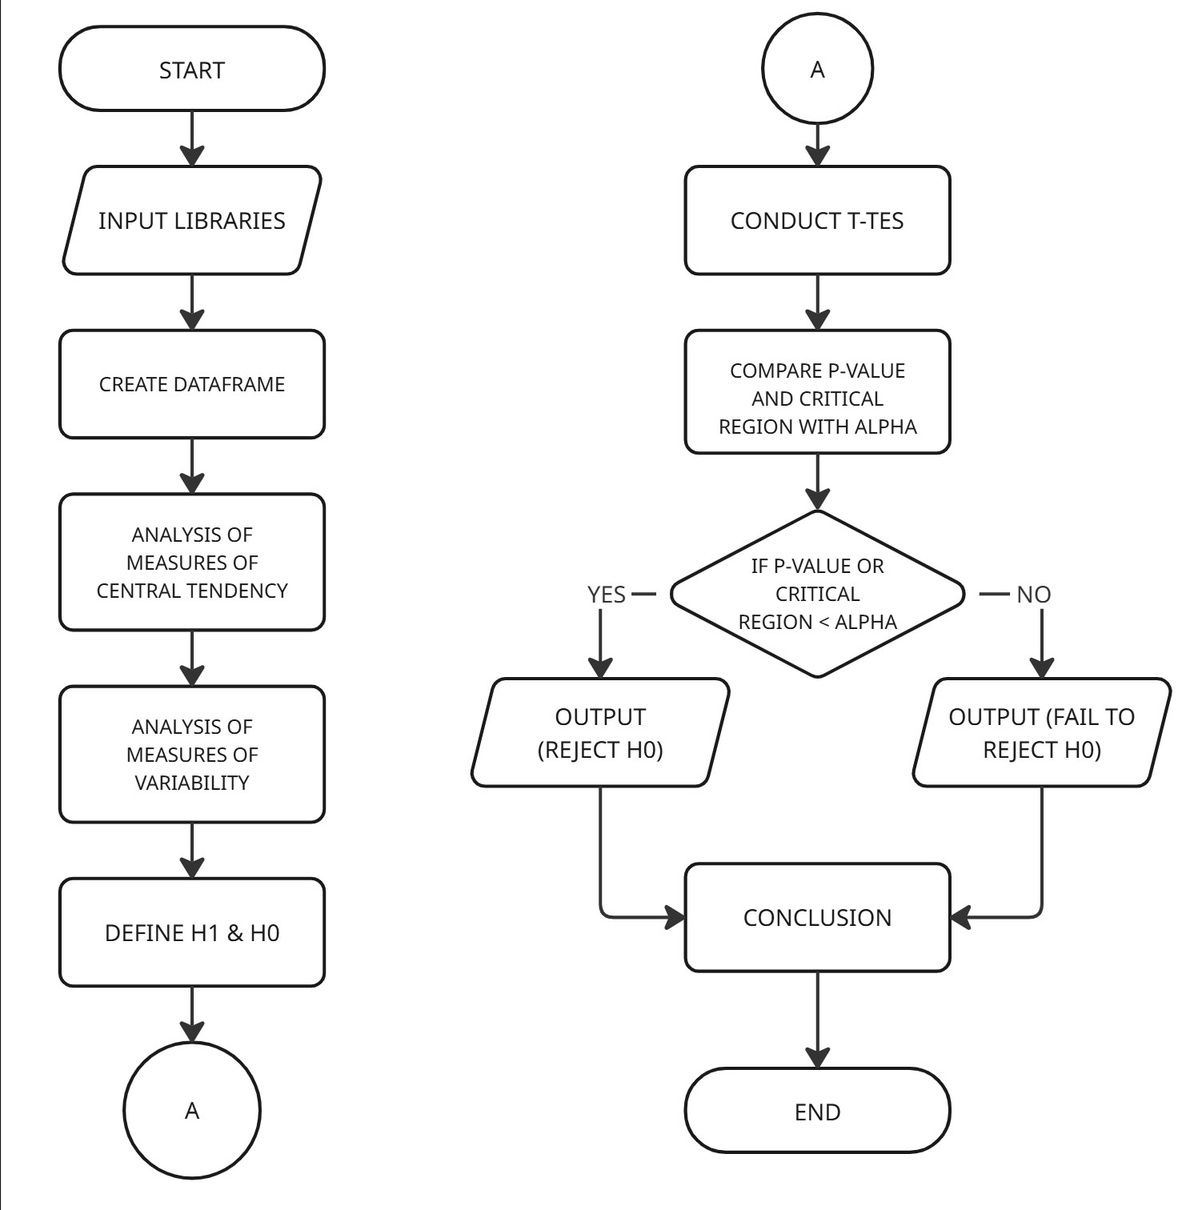 START
INPUT LIBRARIES
CREATE DATAFRAME
ANALYSIS OF
MEASURES OF
CENTRAL TENDENCY
ANALYSIS OF
MEASURES OF
VARIABILITY
DEFINE H1 & H0
A
A
CONDUCT T-TES
COMPARE P-VALUE
AND CRITICAL
REGION WITH ALPHA
IF P-VALUE OR
CRITICAL
REGION < ALPHA
YES
NO
OUTPUT
(REJECT H0)
OUTPUT (FAIL TO
REJECT H0)
CONCLUSION
END